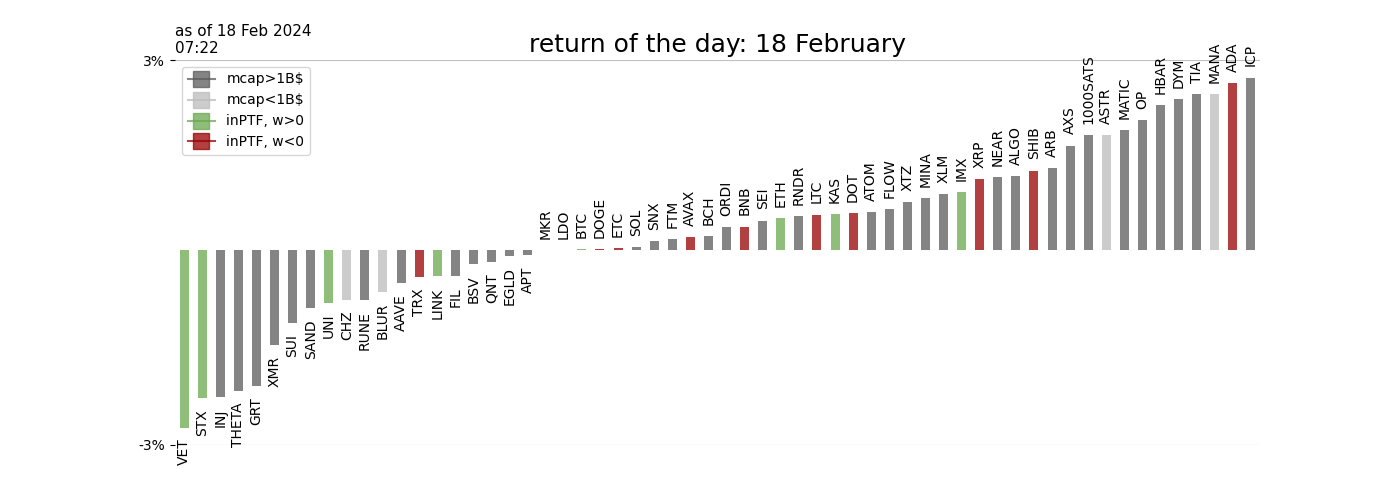 as of 18 Feb 2024
07:22
return of the day: 18 February
3%
mcap>1B$
mcap<1B$
inPTF, w>0
inPTF, w<0
-3%
VET
STX
INJ
THETA
GRT
XMR
SUI
SAND
UNI
CHZ
RUNE
BLUR
AAVE
TRX
LINK
FIL
BSV
QNT
EGLD
APT
MKR
LDO
BTC
DOGE
ETC
SOL
SNX
FTM
AVAX
BCH
ORDI
BNB
SEI
ETH
RNDR
LTC
KAS
DOT
ATOM
FLOW
XTZ
MINA
XLM
IMX
XRP
NEAR
ALGO
SHIB
ARB
AXS
1000SATS
ASTR
MATIC
OP
HBAR
DYM
TIA
MANA
ADA
ICP